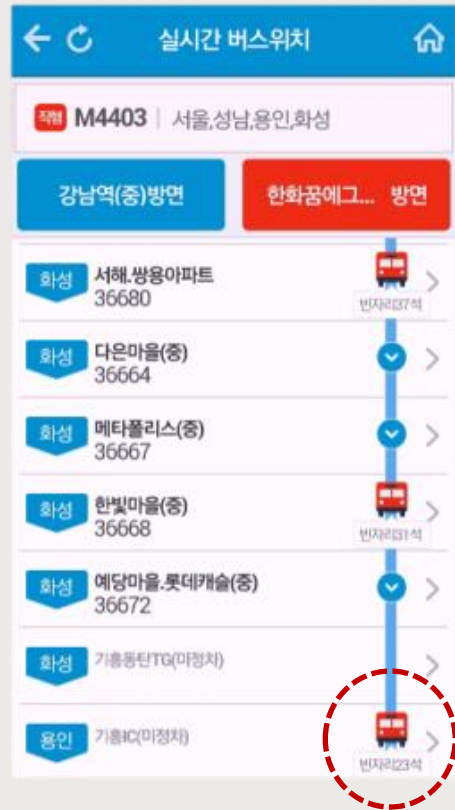 실시간 버스위치
직행 M4403 | 서울,성남,용인,화성
강남역(중)방면
한화꿈에그... 방면
화성 서해.쌍용아파트
36680
빈자리37석
화성 다은마을(중)
36664
화성 메타폴리스(중)
36667
화성 한빛마을(중)
36668
빈자리31석
화성 예당마을.롯데캐슬(중)
36672
화성 기흥동탄TG(미정차)
용인 기흥IC(미정차)
빈자리23석